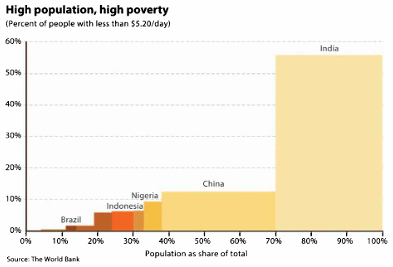 High population, high poverty
(Percent of people with less than $5.20/day)
60%
50%
40%
30%
20%
10%
0%
India
China
Nigeria
Indonesia
Brazil
0% 10% 20% 30% 40% 50% 60% 70% 80% 90% 100%
Population as share of total
Source: The World Bank